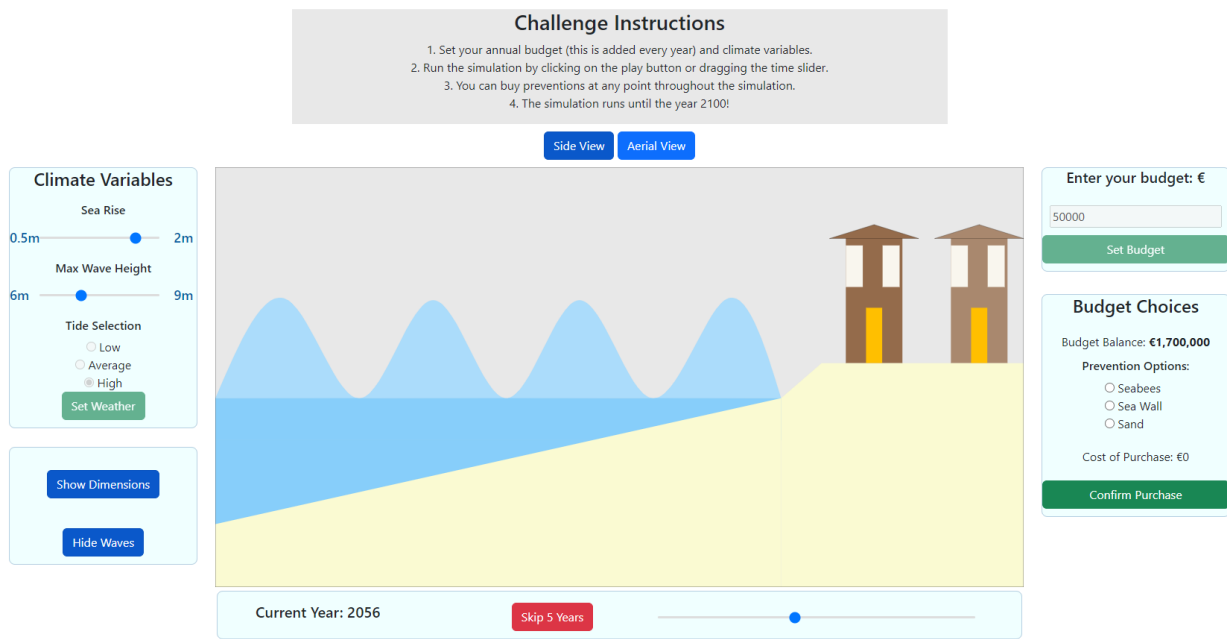 Challenge Instructions
1. Set your annual budget (this is added every year) and climate variables.
2. Run the simulation by clicking on the play button or dragging the time slider.
3. You can buy preventions at any point throughout the simulation.
4. The simulation runs until the year 2100!
Side View
Aerial View
Climate Variables
Sea Rise
0.5m
2m
Max Wave Height
6m
9m
Tide Selection
Low
Average
High
Set Weather
Show Dimensions
Hide Waves
Enter your budget: €
50000
Set Budget
Budget Choices
Budget Balance: €1,700,000
Prevention Options:
Seabees
Sea Wall
Sand
Cost of Purchase: €0
Confirm Purchase
Current Year: 2056
Skip 5 Years